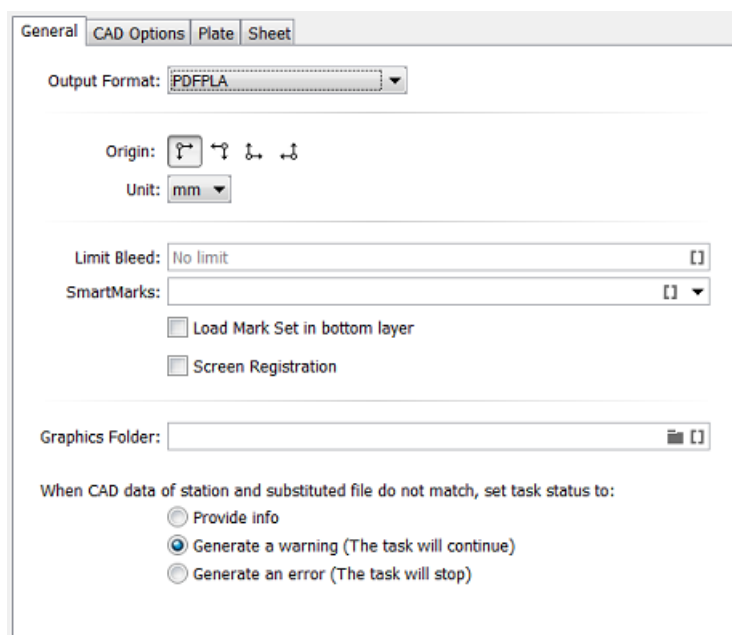 General CAD Options Plate Sheet
Output Format: PDFPLA
Origin:
Unit: mm
Limit Bleed: No limit
SmartMarks:
Load Mark Set in bottom layer
Screen Registration
Graphics Folder:
When CAD data of station and substituted file do not match, set task status to:
Provide info
Generate a warning (The task will continue)
Generate an error (The task will stop)